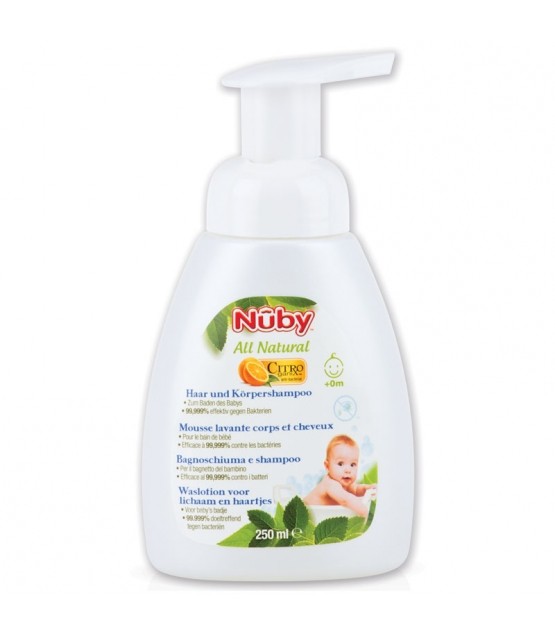 Nûby
All Natural
CITRO
+0m
Haar und Körpershampoo
• Zum Baden des Babys
• 99,999% effektiv gegen Bakterien
Mousse lavante corps et cheveux
• Pour le bain de bébé
• Efficace à 99,999% contre les bactéries
Bagnoschiuma e shampoo
• Per il bagnetto del bambino
• Efficace al 99,999% contro i batteri
Waslotion voor
lichaam en haartjes
• Voor baby's badje
• 99.999% doeltreffend
tegen bacteriën
250 ml ℮